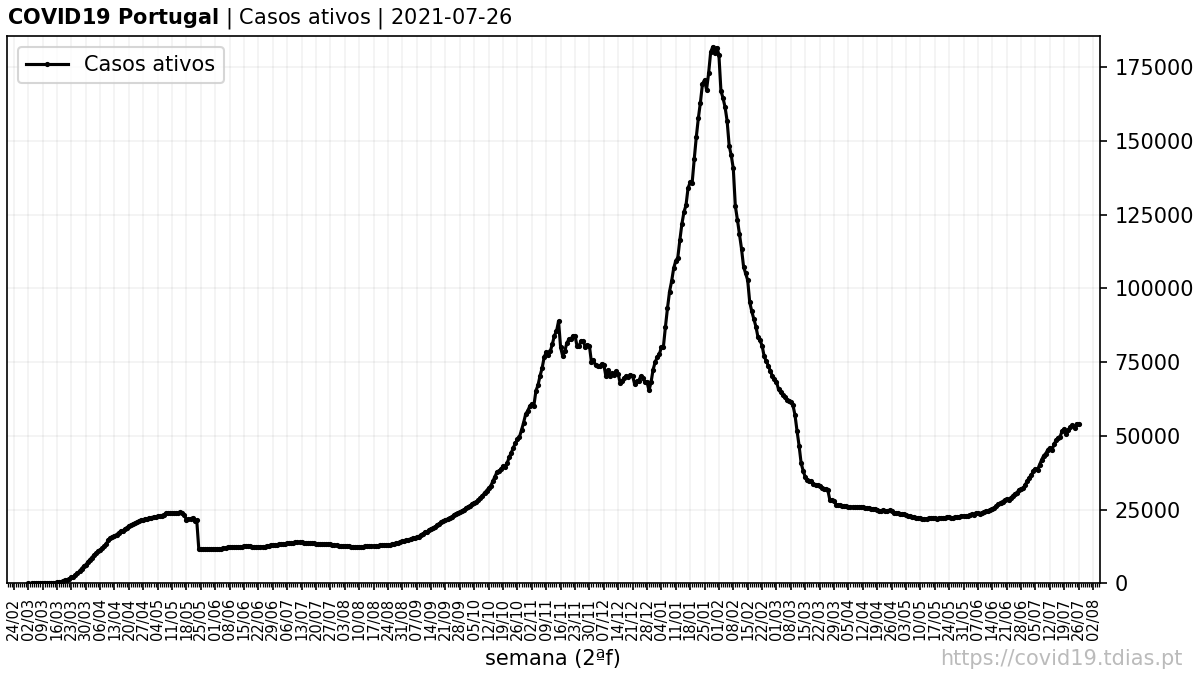 COVID19 Portugal | Casos ativos | 2021-07-26
Casos ativos
175000
150000
125000
100000
75000
50000
25000
0
24/02 02/03 09/03 16/03 23/03 30/03 06/04 13/04 20/04 27/04 04/05 11/05 18/05 25/05 01/06 08/06 15/06 22/06 29/06 06/07 13/07 20/07 27/07 03/08 10/08 17/08 24/08 31/08 07/09 14/09 21/09 28/09 05/10 12/10 19/10 26/10 02/11 09/11 16/11 23/11 30/11 07/12 14/12 21/12 28/12 04/01 11/01 18/01 25/01 01/02 08/02 15/02 22/02 01/03 08/03 15/03 22/03 29/03 05/04 12/04 19/04 26/04 03/05 10/05 17/05 24/05 31/05 07/06 14/06 21/06 28/06 05/07 12/07 19/07 26/07 02/08
semana (2ªf)
https://covid19.tdias.pt